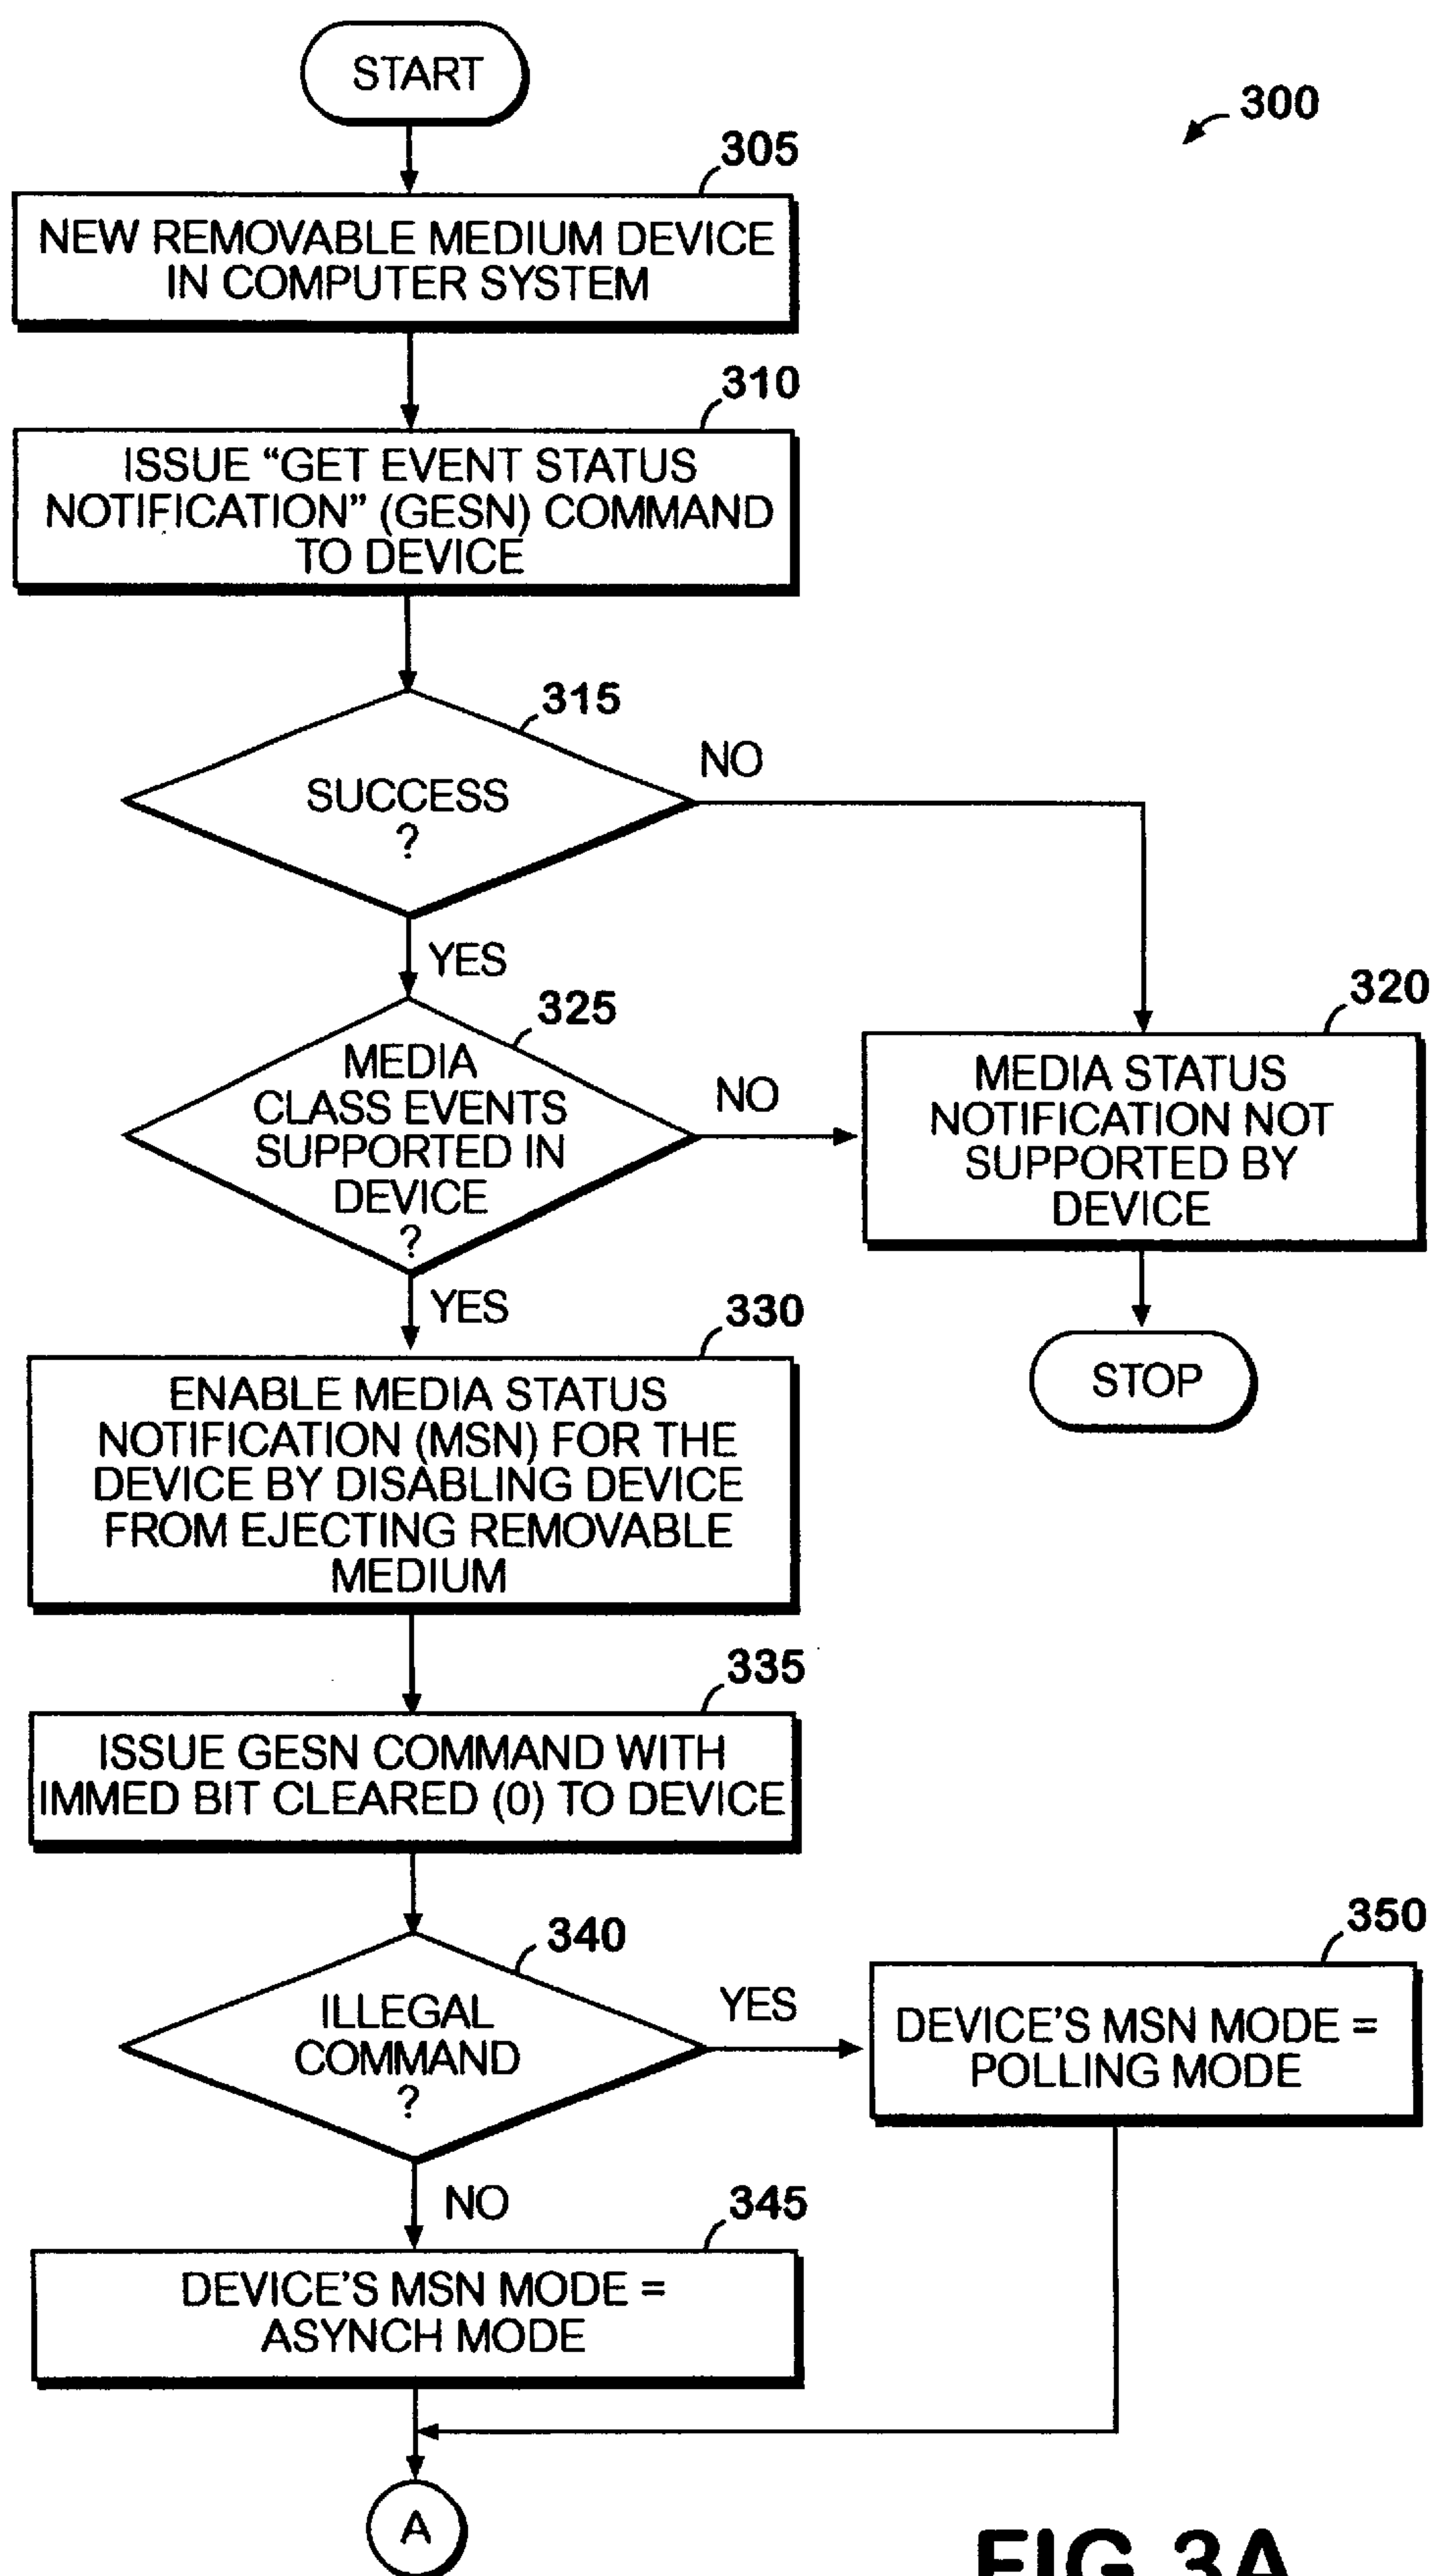 START
300
305
NEW REMOVABLE MEDIUM DEVICE
IN COMPUTER SYSTEM
310
ISSUE “GET EVENT STATUS
NOTIFICATION” (GESN) COMMAND
TO DEVICE
315
SUCCESS
?
NO
YES
325
MEDIA
CLASS EVENTS
SUPPORTED IN
DEVICE
?
NO
320
MEDIA STATUS
NOTIFICATION NOT
SUPPORTED BY
DEVICE
STOP
YES
330
ENABLE MEDIA STATUS
NOTIFICATION (MSN) FOR THE
DEVICE BY DISABLING DEVICE
FROM EJECTING REMOVABLE
MEDIUM
335
ISSUE GESN COMMAND WITH
IMMED BIT CLEARED (0) TO DEVICE
340
ILLEGAL
COMMAND
?
YES
350
DEVICE’S MSN MODE =
POLLING MODE
NO
345
DEVICE’S MSN MODE =
ASYNCH MODE
A
FIG 3A